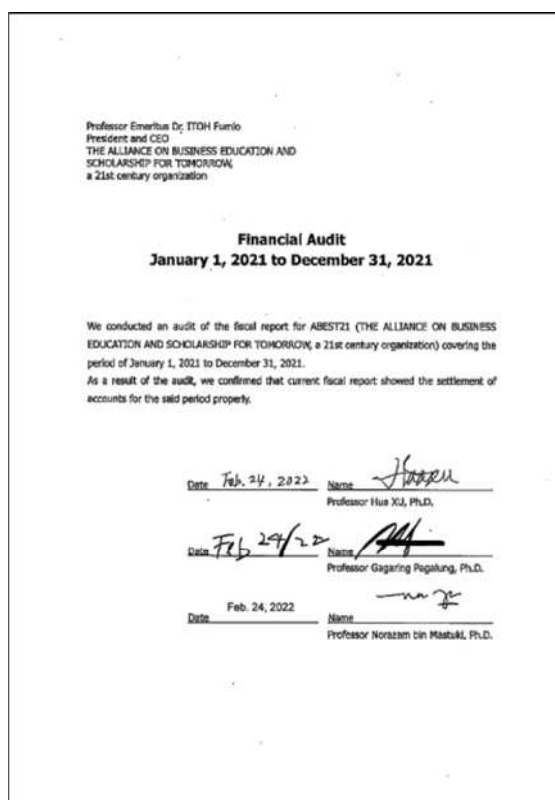 Professor Emeritus Dr. ITOH Fumio
President and CEO
THE ALLIANCE ON BUSINESS EDUCATION AND
SCHOLARSHIP FOR TOMORROW,
a 21st century organization
Financial Audit
January 1, 2021 to December 31, 2021
We conducted an audit of the fiscal report for ABEST21 (THE ALLIANCE ON BUSINESS
EDUCATION AND SCHOLARSHIP FOR TOMORROW, a 21st century organization) covering the
period of January 1, 2021 to December 31, 2021.
As a result of the audit, we confirmed that current fiscal report showed the settlement of
accounts for the said period properly.
Date Feb. 24, 2022 Name
Professor Hua XU, Ph.D.
Date Feb 24/22 Name
Professor Gagaring Pagalung, Ph.D.
Date Feb. 24, 2022 Name
Professor Norazam bin Mastuki, Ph.D.